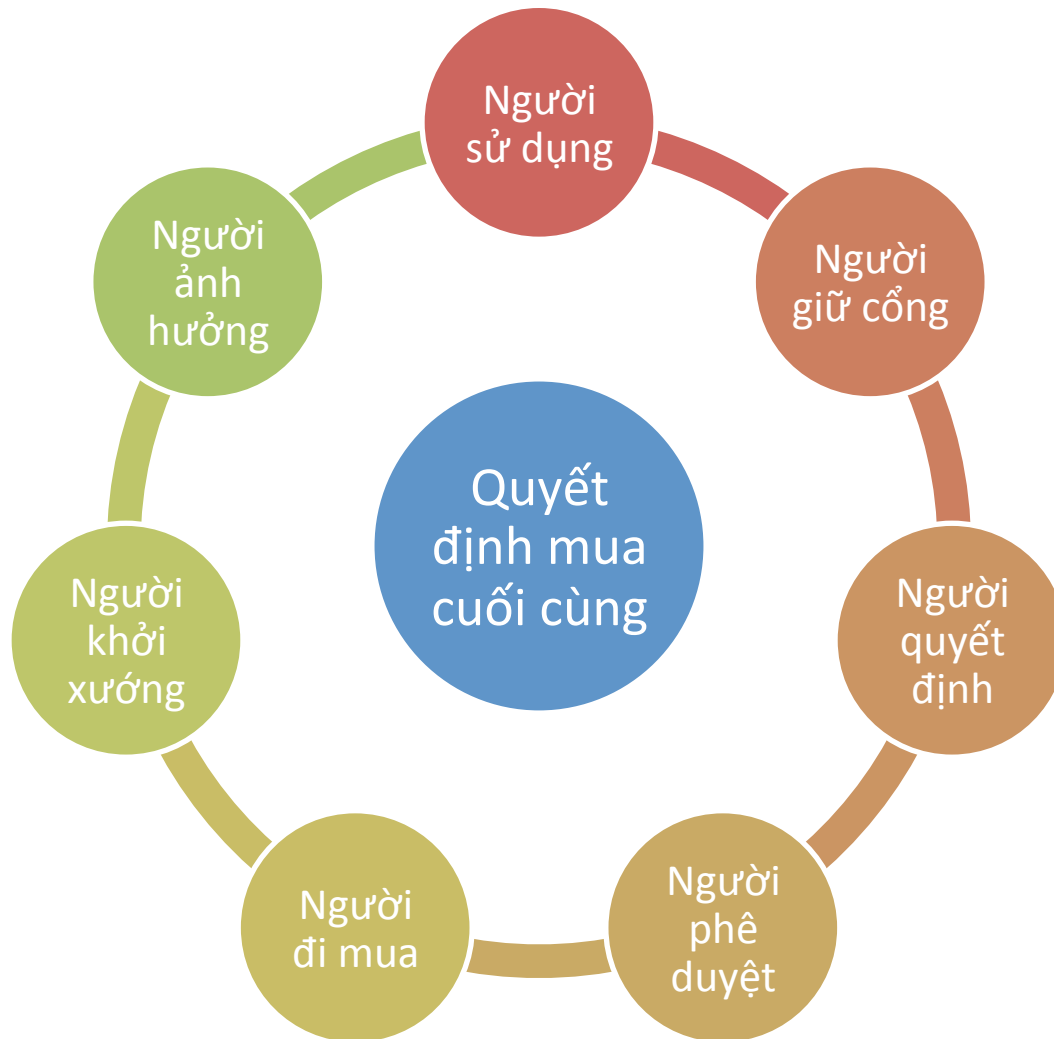 Người
sử dụng
Người
giữ cổng
Người
quyết
định
Người
phê
duyệt
Người
đi mua
Người
khởi
xướng
Người
ảnh
hưởng
Quyết
định mua
cuối cùng